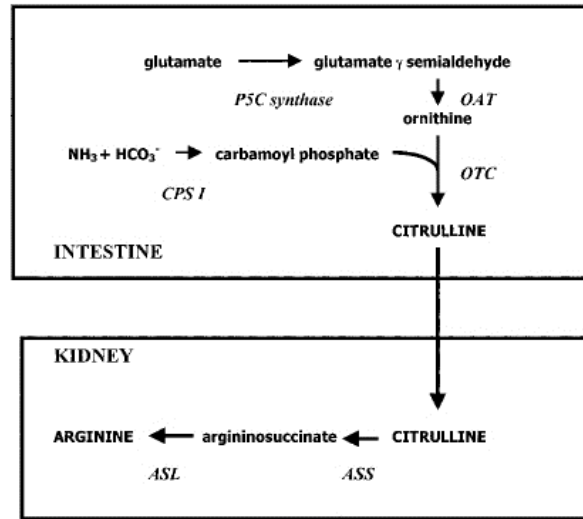 glutamate glutamate γ semialdehyde
P5C synthase OAT
ornithine
NH₃ + HCO₃⁻ carbamoyl phosphate
OTC
CPS I
CITRULLINE
INTESTINE
KIDNEY
ARGININE argininosuccinate CITRULLINE
ASL ASS